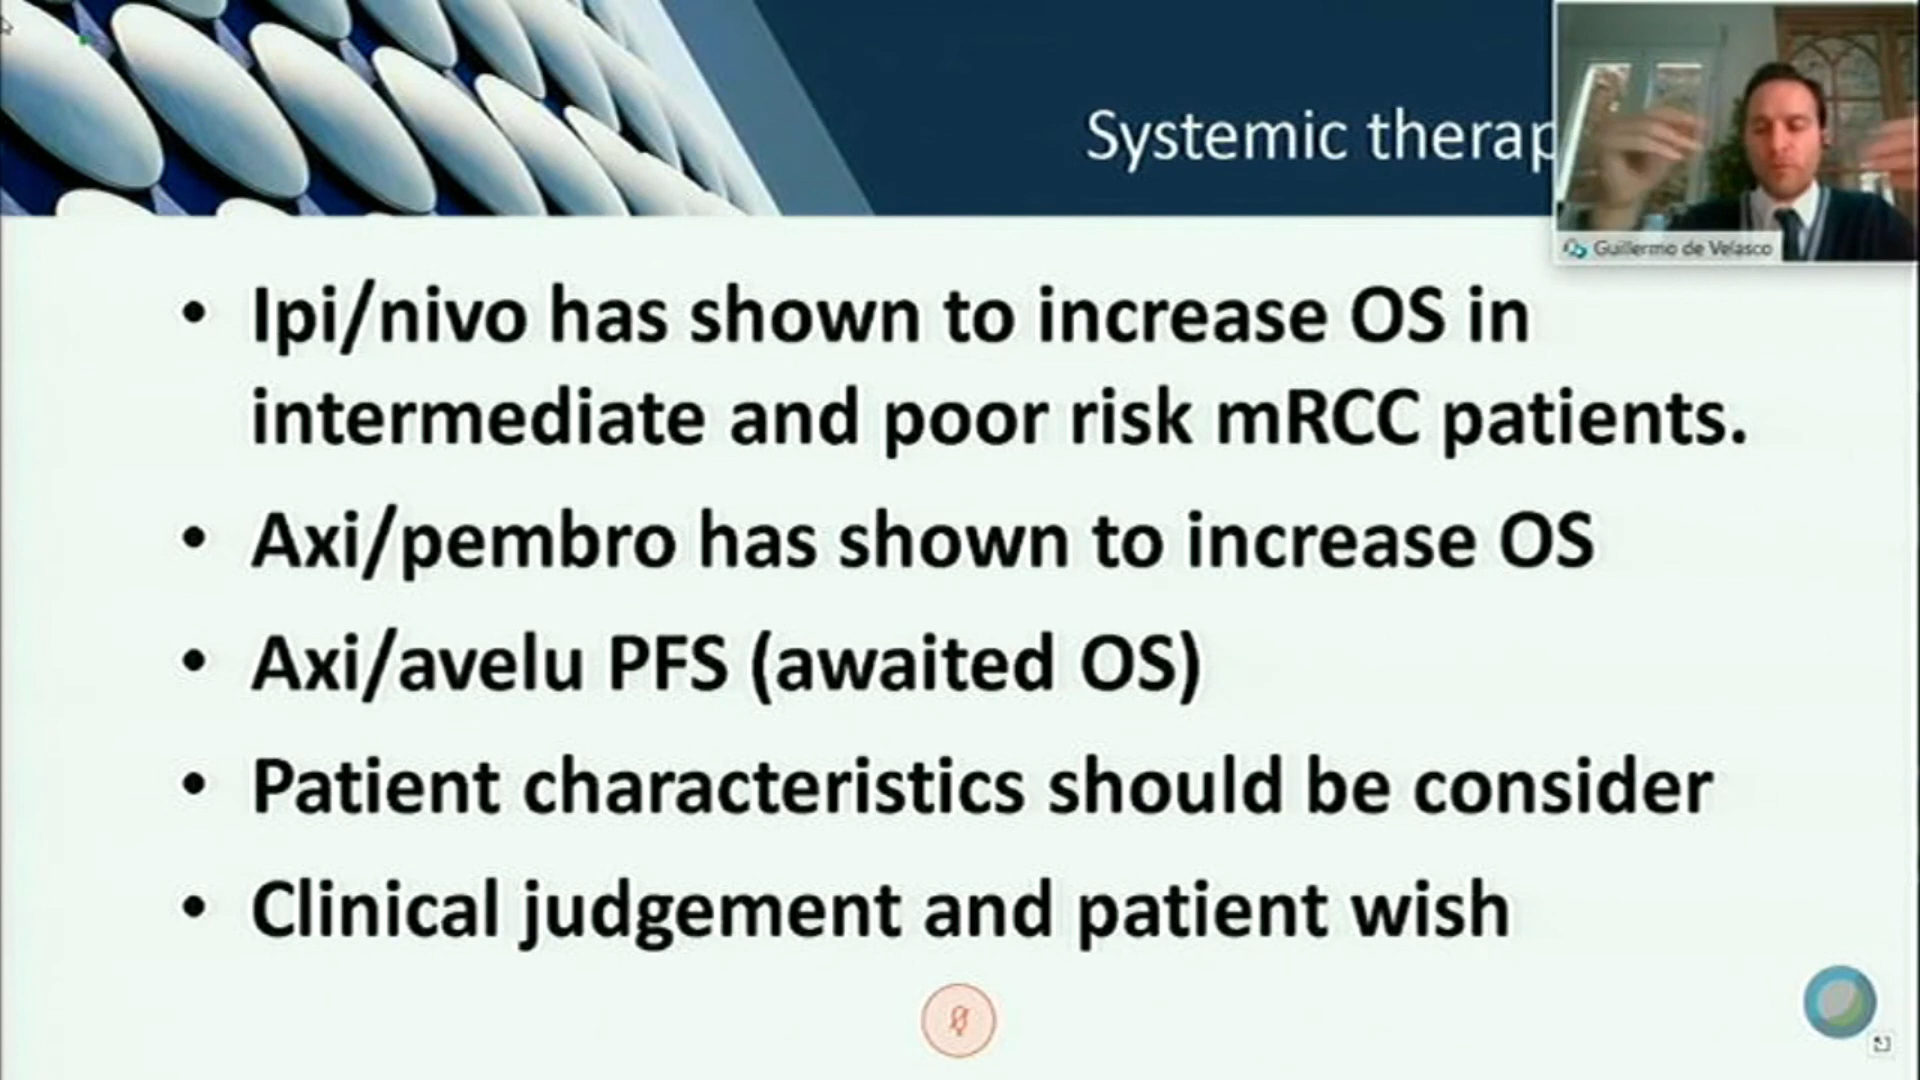 Systemic therap
Guillermo de Velasco
• Ipi/nivo has shown to increase OS in
intermediate and poor risk mRCC patients.
• Axi/pembro has shown to increase OS
• Axi/avelu PFS (awaited OS)
• Patient characteristics should be consider
• Clinical judgement and patient wish